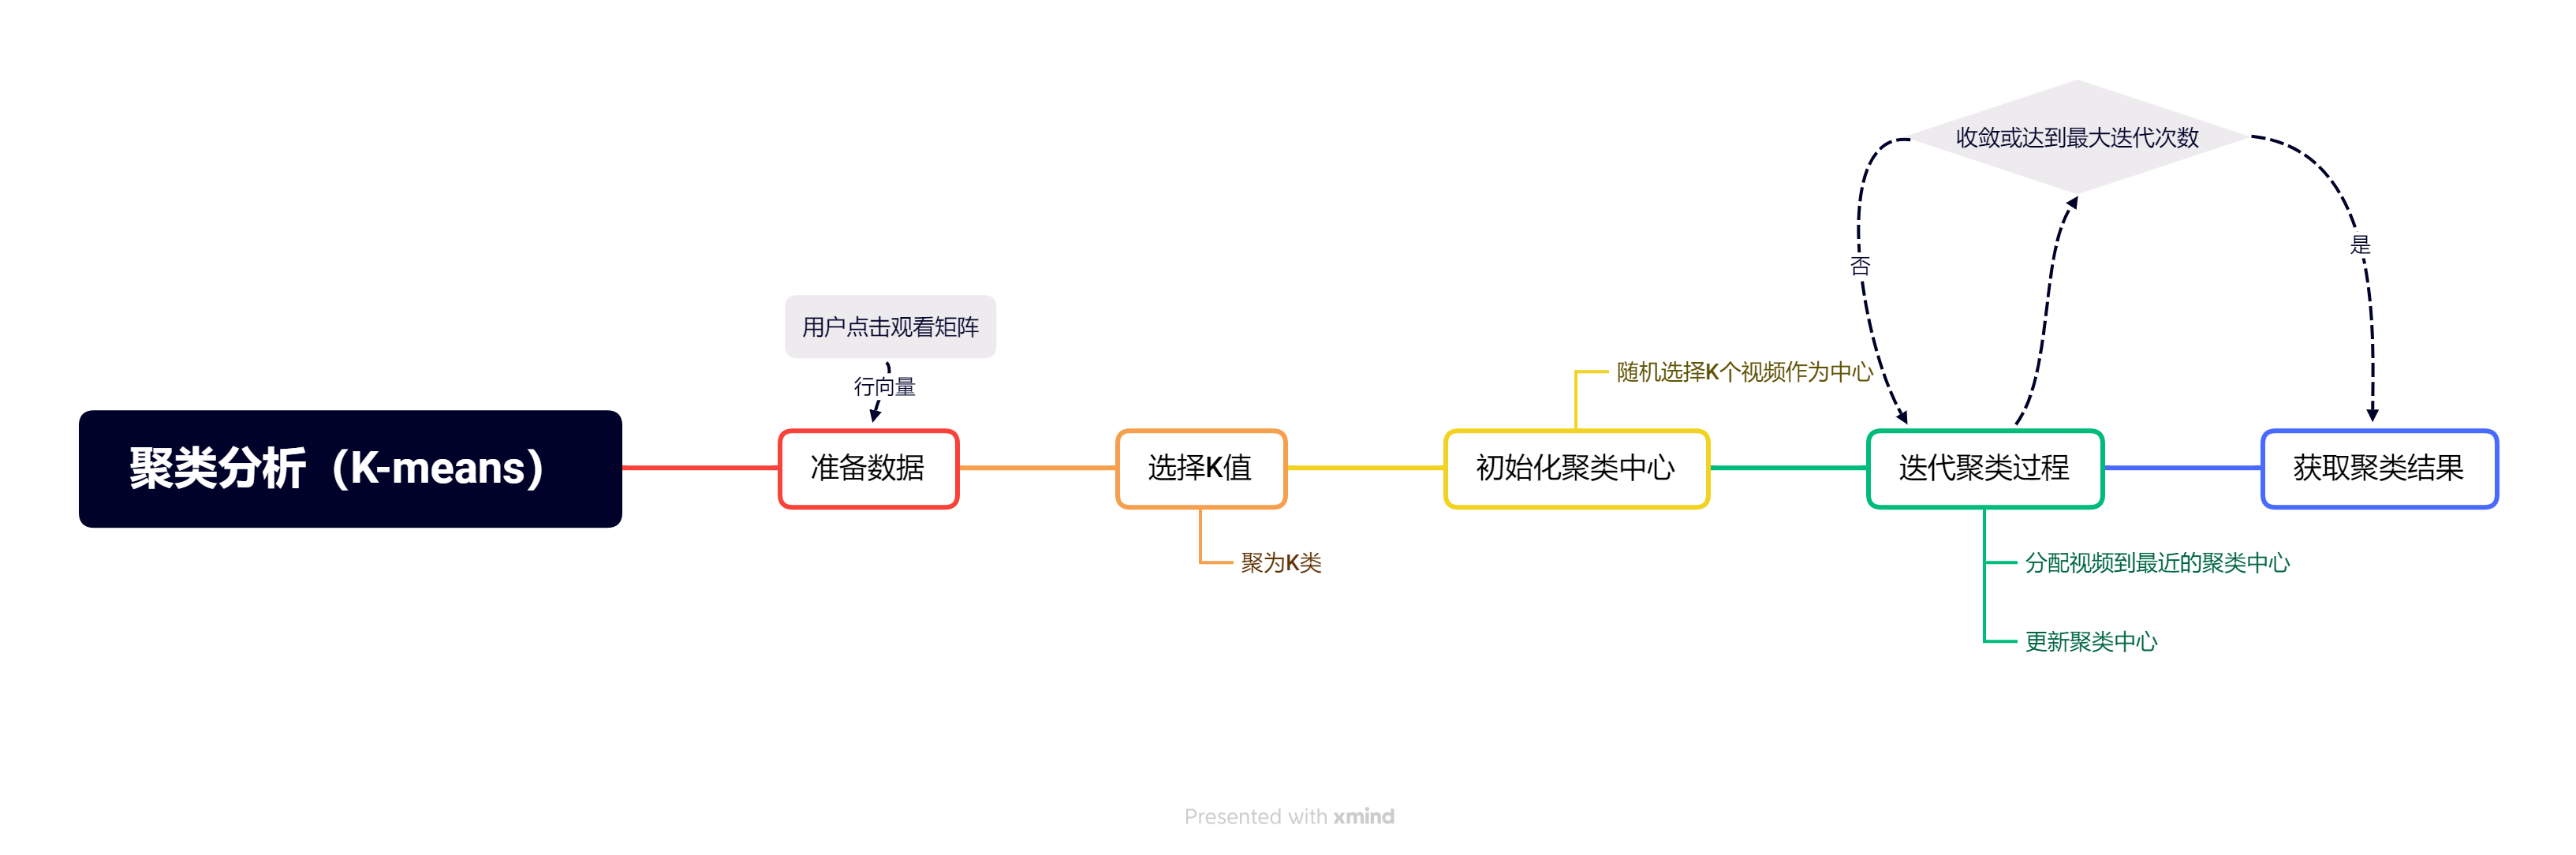 收敛或达到最大迭代次数
否
是
用户点击观看矩阵
行向量
随机选择K个视频作为中心
聚类分析（K-means）
准备数据
选择K值
初始化聚类中心
迭代聚类过程
获取聚类结果
聚为K类
分配视频到最近的聚类中心
更新聚类中心
Presented with xmind